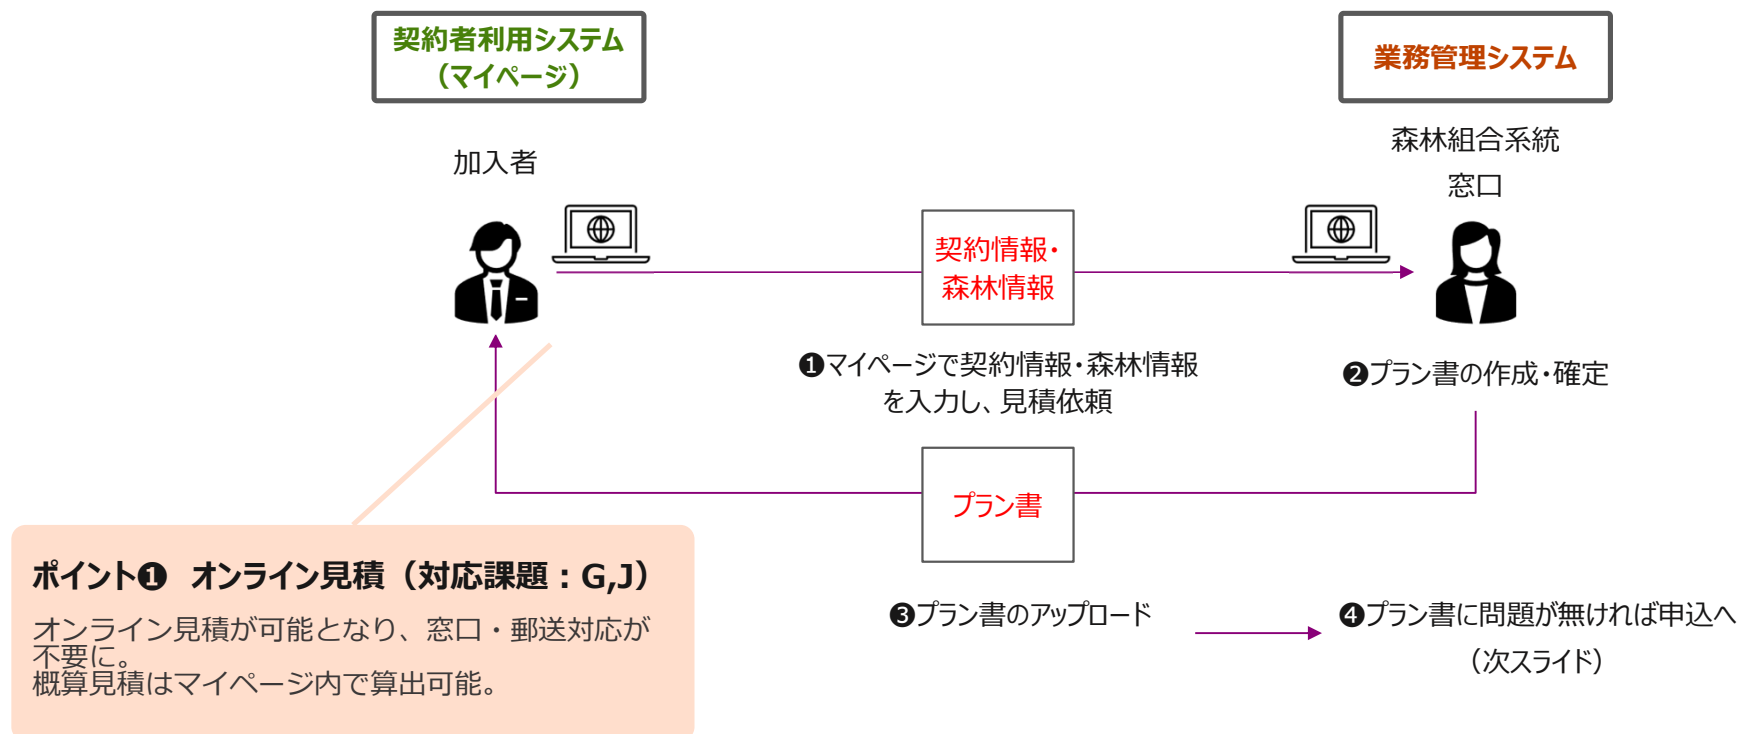 契約者利用システム
（マイページ）
業務管理システム
加入者
森林組合系統
窓口
契約情報・
森林情報
❶マイページで契約情報・森林情報
を入力し、見積依頼
❷プラン書の作成・確定
プラン書
ポイント❶　オンライン見積（対応課題：G,J）
オンライン見積が可能となり、窓口・郵送対応が
不要に。
概算見積はマイページ内で算出可能。
❸プラン書のアップロード
❹プラン書に問題が無ければ申込へ
（次スライド）